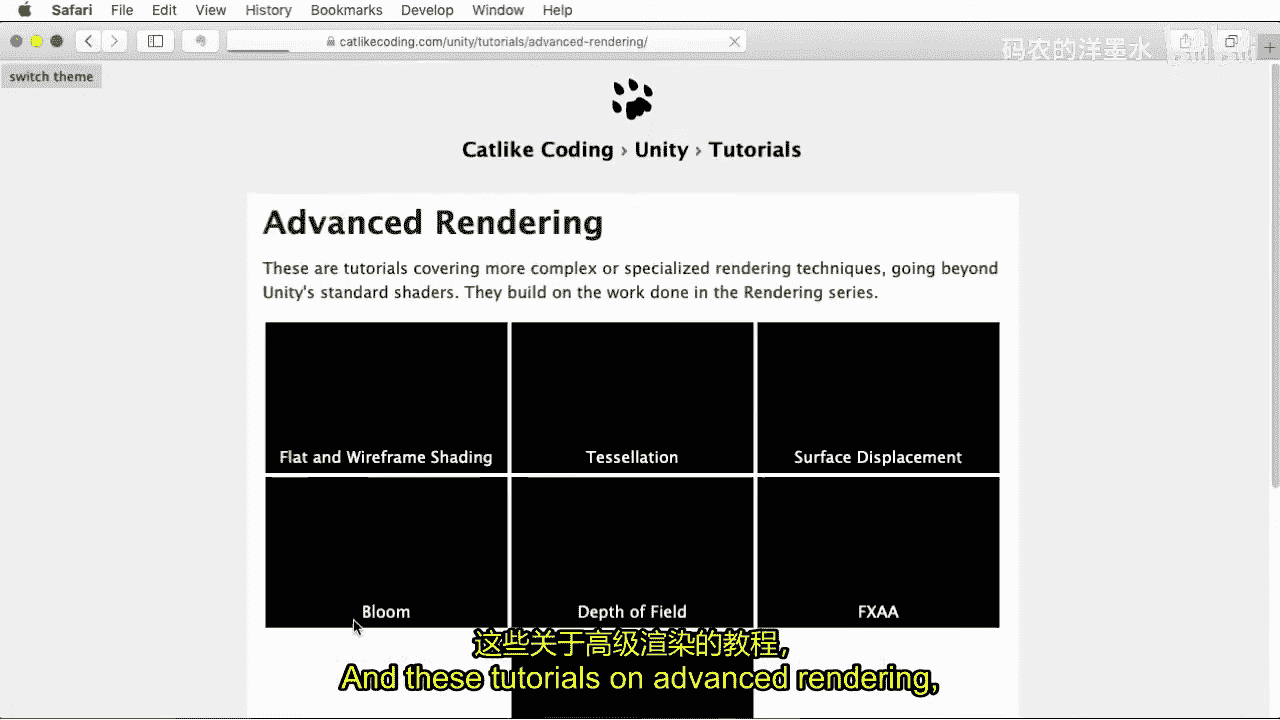 Safari File Edit View History Bookmarks Develop Window Help
catlikecoding.com/unity/tutorials/advanced-rendering/
码农的洋墨水
switch theme
Catlike Coding › Unity › Tutorials
Advanced Rendering
These are tutorials covering more complex or specialized rendering techniques, going beyond
Unity's standard shaders. They build on the work done in the Rendering series.
Flat and Wireframe Shading
Tessellation
Surface Displacement
Bloom
Depth of Field
FXAA
这些关于高级渲染的教程，
And these tutorials on advanced rendering,